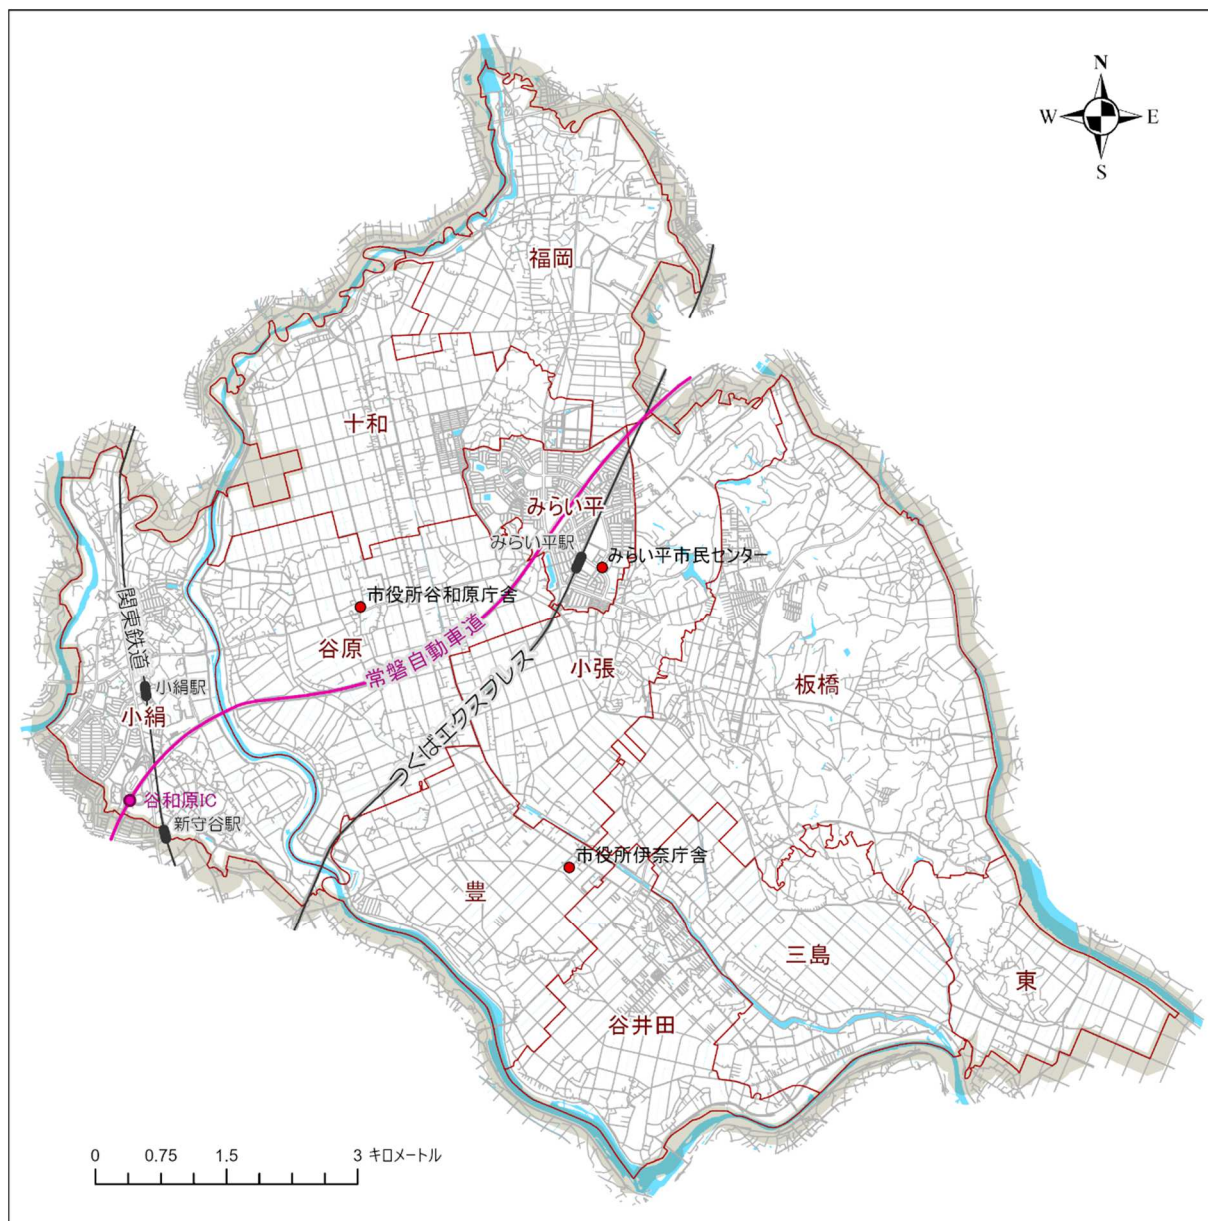 N
W
E
S
福岡
十和
みらい平
みらい平駅
みらい平市民センター
市役所谷和原庁舎
谷原
常磐自動車道
関東鉄道
小絹駅
小絹
小張
板橋
つくばエクスプレス
谷和原IC
新守谷駅
市役所伊奈庁舎
豊
三島
東
谷井田
0 0.75 1.5 3 キロメートル